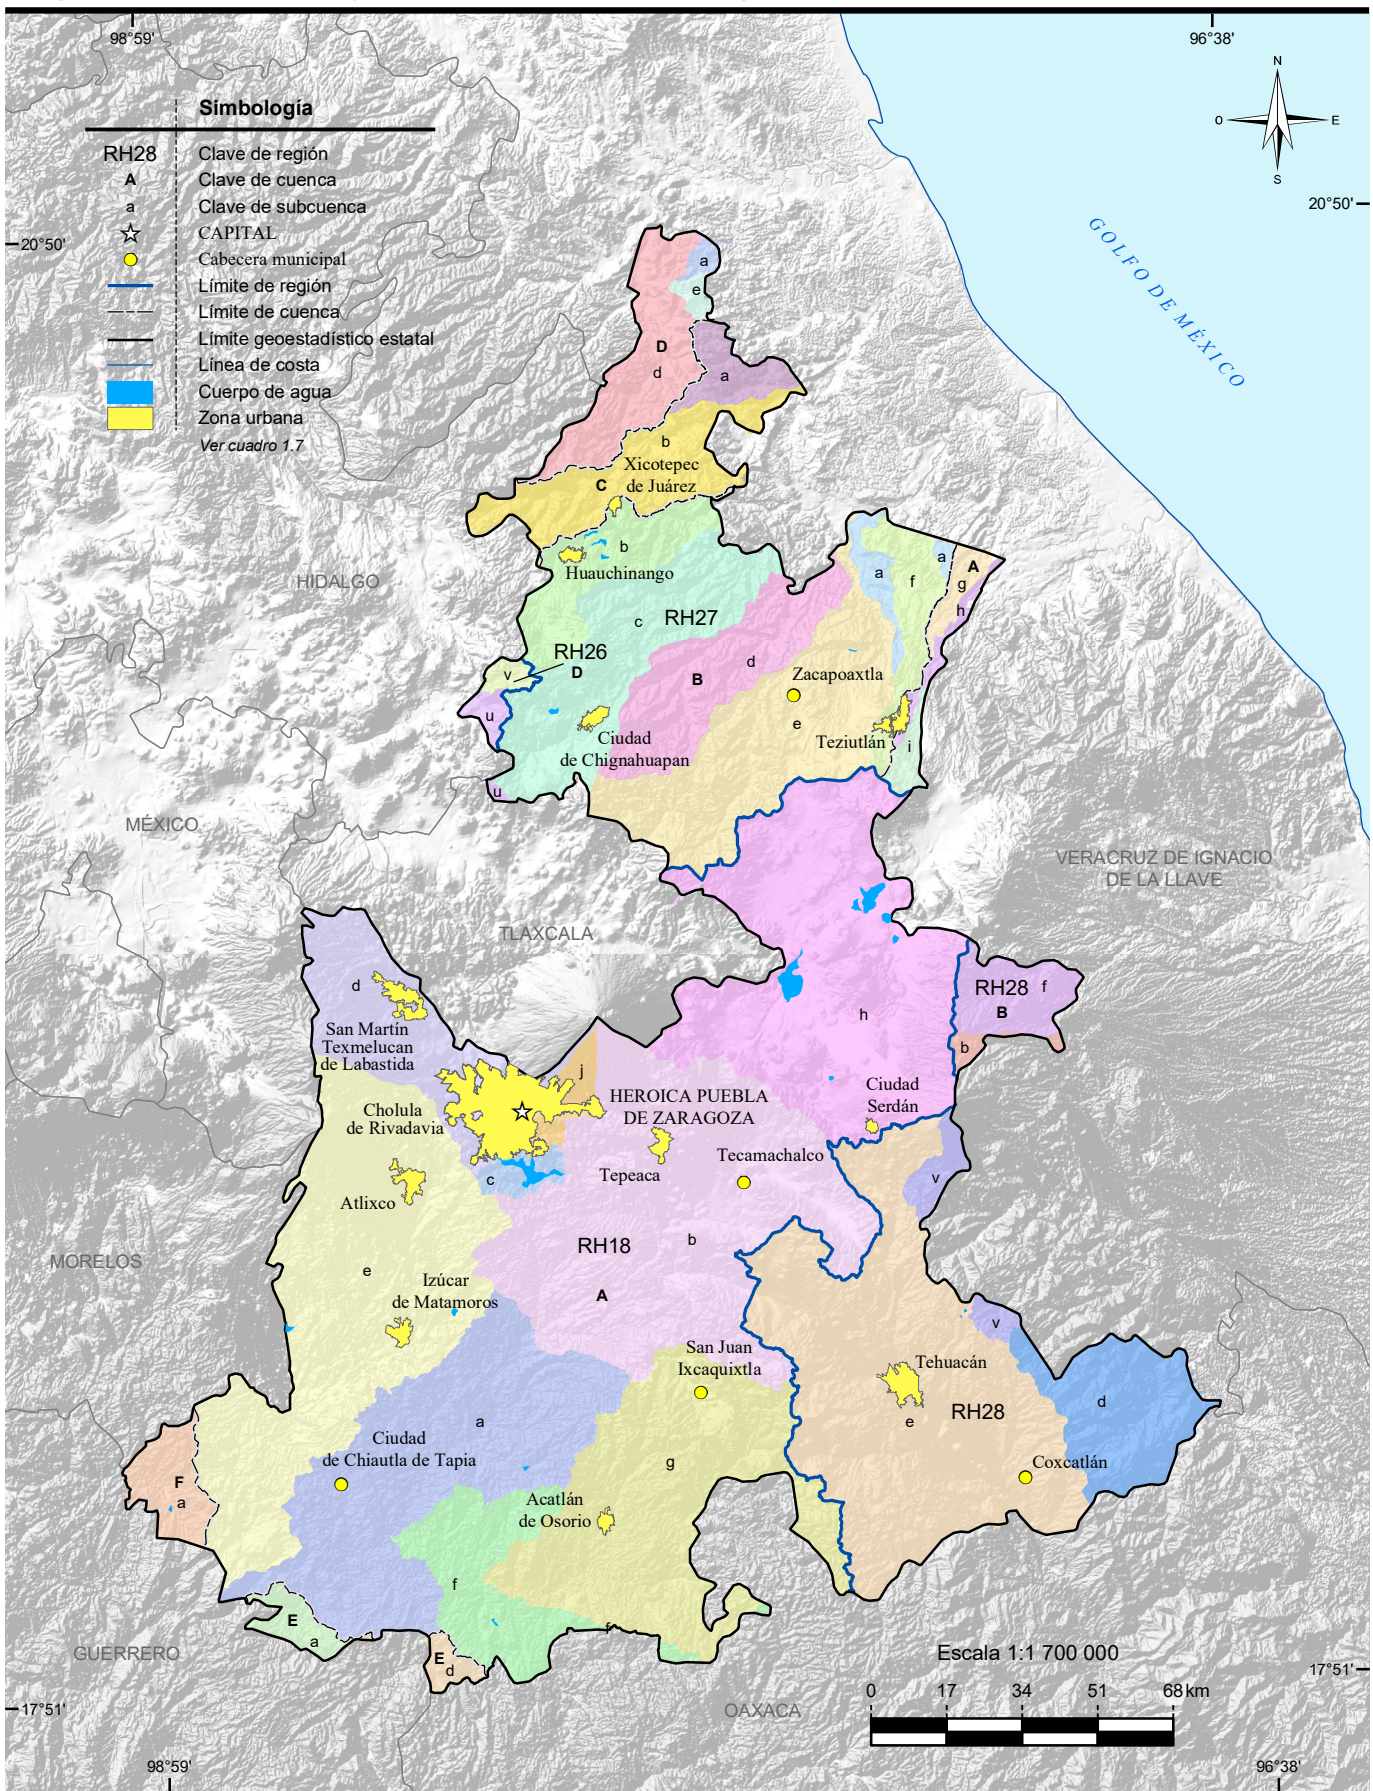 98°59'
96°38'
Simbología
RH28 Clave de región
A Clave de cuenca
a Clave de subcuenca
CAPITAL
Cabecera municipal
Límite de región
Límite de cuenca
Límite geoestadístico estatal
Línea de costa
Cuerpo de agua
Zona urbana
Ver cuadro 1.7
N
O
E
S
20°50'
20°50'
GOLFO DE MÉXICO
a
e
D
d
a
b
Xicotepec
de Juárez
C
b
Huauchinango
HIDALGO
a
f
a
A
g
h
c
RH27
RH26
D
v
d
B
Zacapoaxtla
u
e
Ciudad
de Chignahuapan
Teziutlán
i
u
MÉXICO
VERACRUZ DE IGNACIO
DE LA LLAVE
TLAXCALA
d
San Martín
Texmelucan
de Labastida
RH28
f
B
h
b
j
HEROICA PUEBLA
DE ZARAGOZA
Ciudad
Serdán
Cholula
de Rivadavia
Tepeaca
Tecamachalco
c
v
Atlixco
RH18
b
MORELOS
e
Izúcar
de Matamoros
A
v
San Juan
Ixcaquixtla
Tehuacán
d
RH28
e
a
Ciudad
de Chiautla de Tapia
g
Coxcatlán
F
a
Acatlán
de Osorio
f
E
a
f
E
d
GUERRERO
OAXACA
Escala 1:1 700 000
0 17 34 51 68 km
17°51'
17°51'
98°59'
96°38'